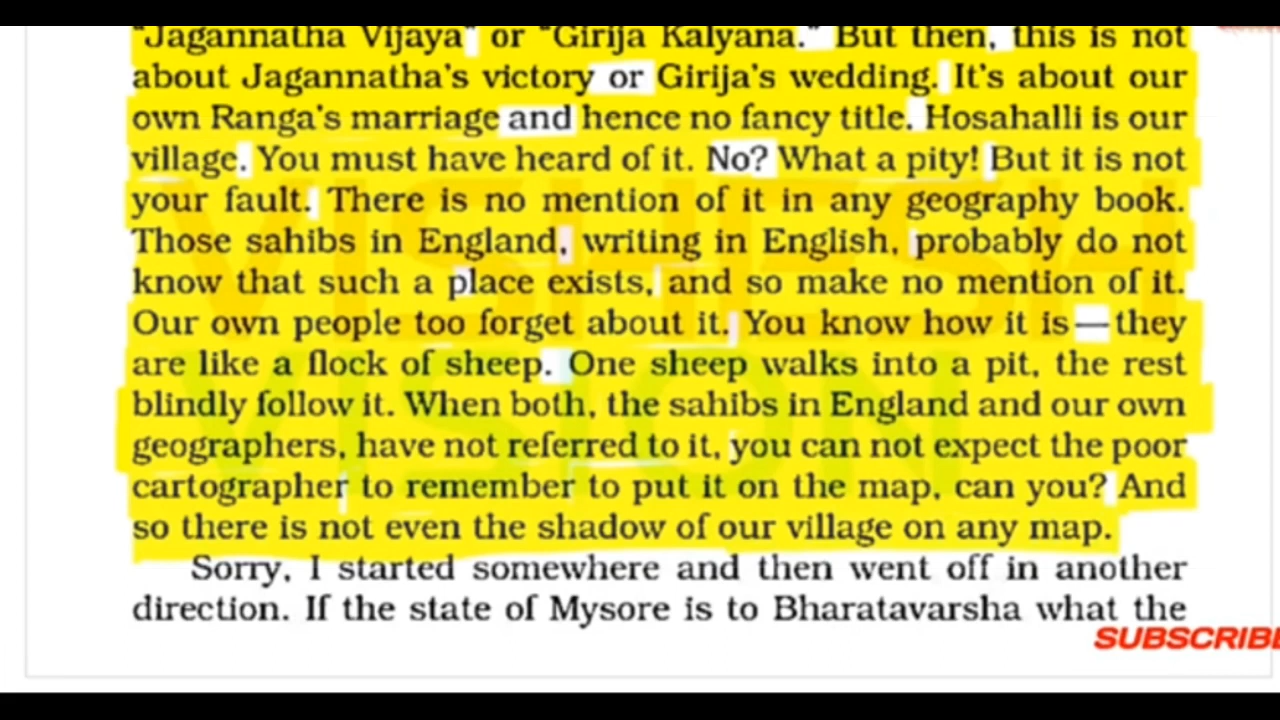 "Jagannatha Vijaya" or "Girija Kalyana." But then, this is not
about Jagannatha's victory or Girija's wedding. It's about our
own Ranga's marriage and hence no fancy title. Hosahalli is our
village. You must have heard of it. No? What a pity! But it is not
your fault. There is no mention of it in any geography book.
Those sahibs in England, writing in English, probably do not
know that such a place exists, and so make no mention of it.
Our own people too forget about it. You know how it is—they
are like a flock of sheep. One sheep walks into a pit, the rest
blindly follow it. When both, the sahibs in England and our own
geographers, have not referred to it, you can not expect the poor
cartographer to remember to put it on the map, can you? And
so there is not even the shadow of our village on any map.
Sorry, I started somewhere and then went off in another
direction. If the state of Mysore is to Bharatavarsha what the
SUBSCRIBE
VISION